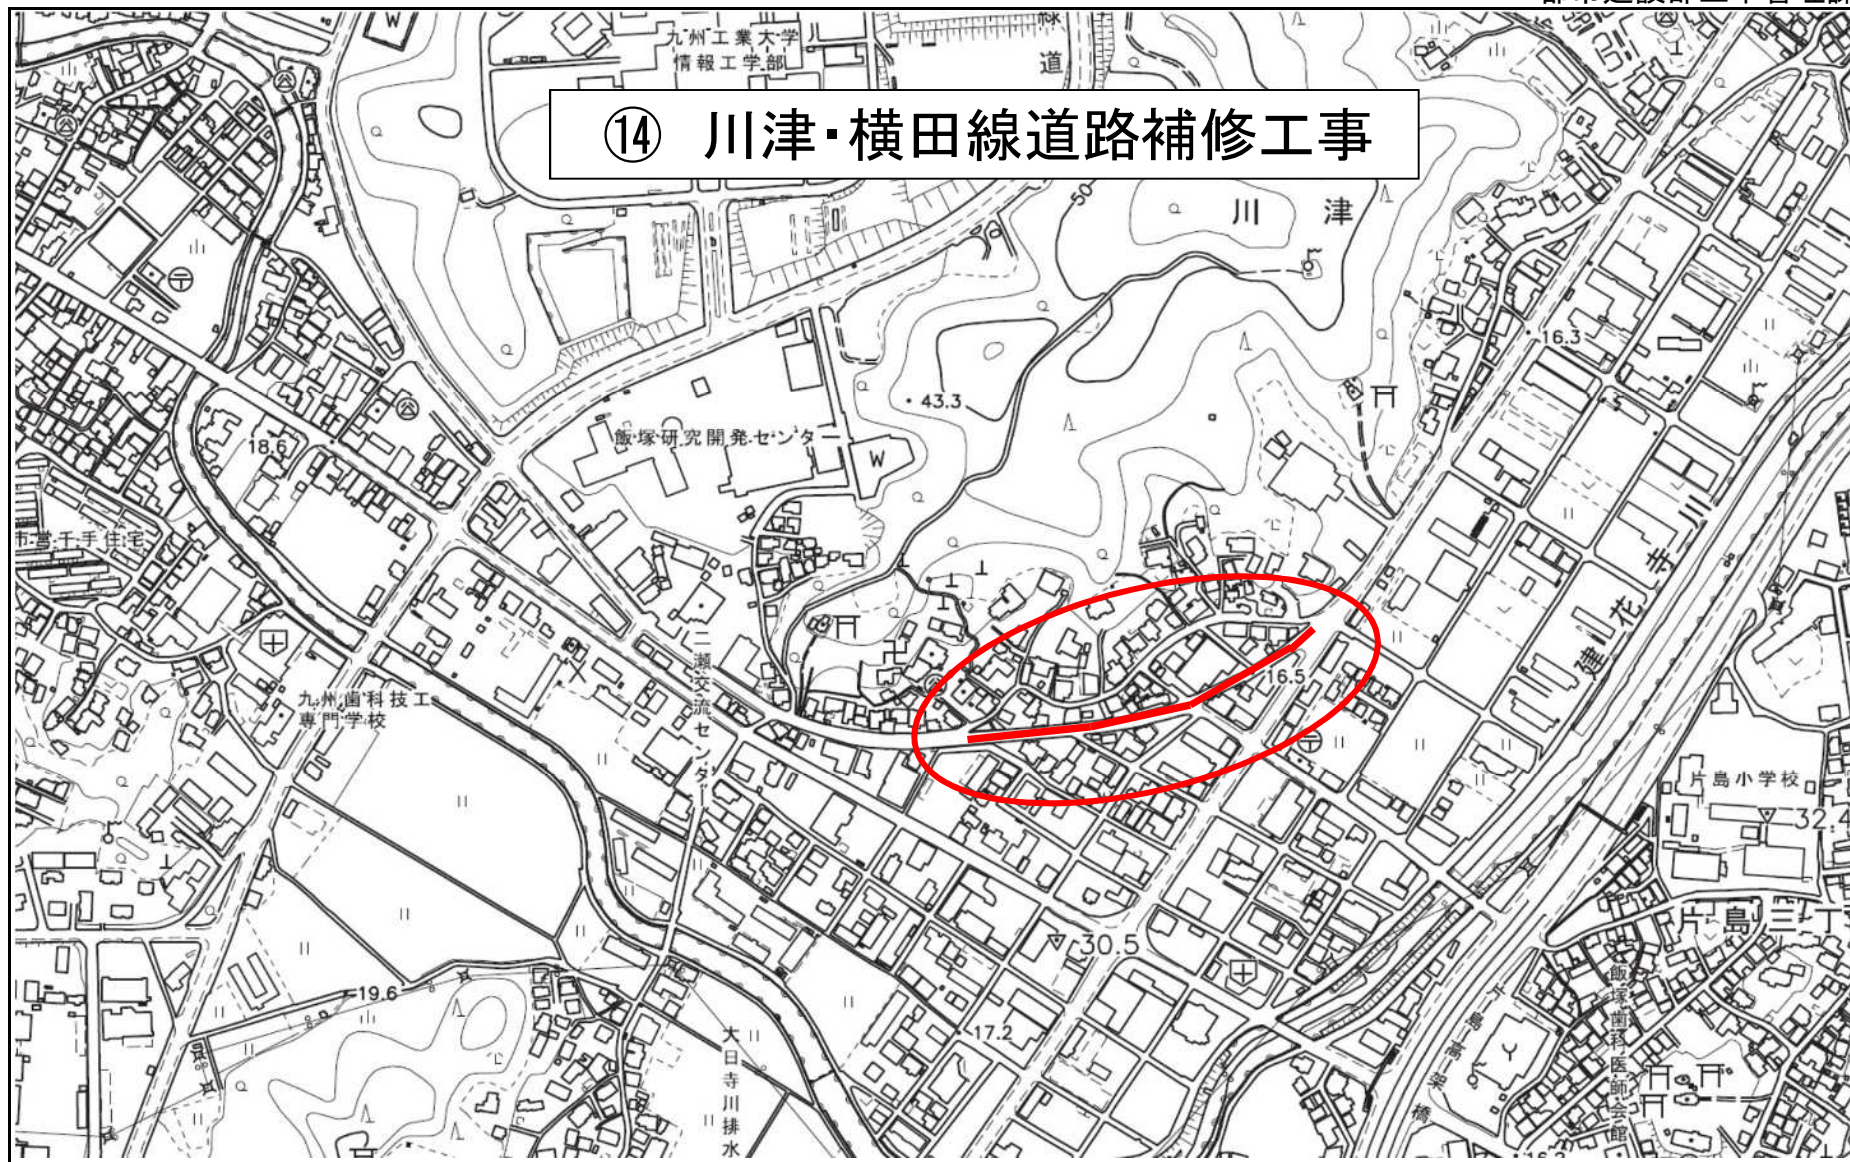 九州工業大学
情報工学部
緑
道
⑭　川津・横田線道路補修工事
川　津
16.3
43.3
飯塚研究開発センター
W
W
18.6
市営千手住宅
建花寺川
二瀬交流センター
16.5
九州歯科技工
専門学校
片島小学校
32.4
片島三丁
30.5
19.6
17.2
飯塚歯科医師会館
島高架橋
大日寺川排水